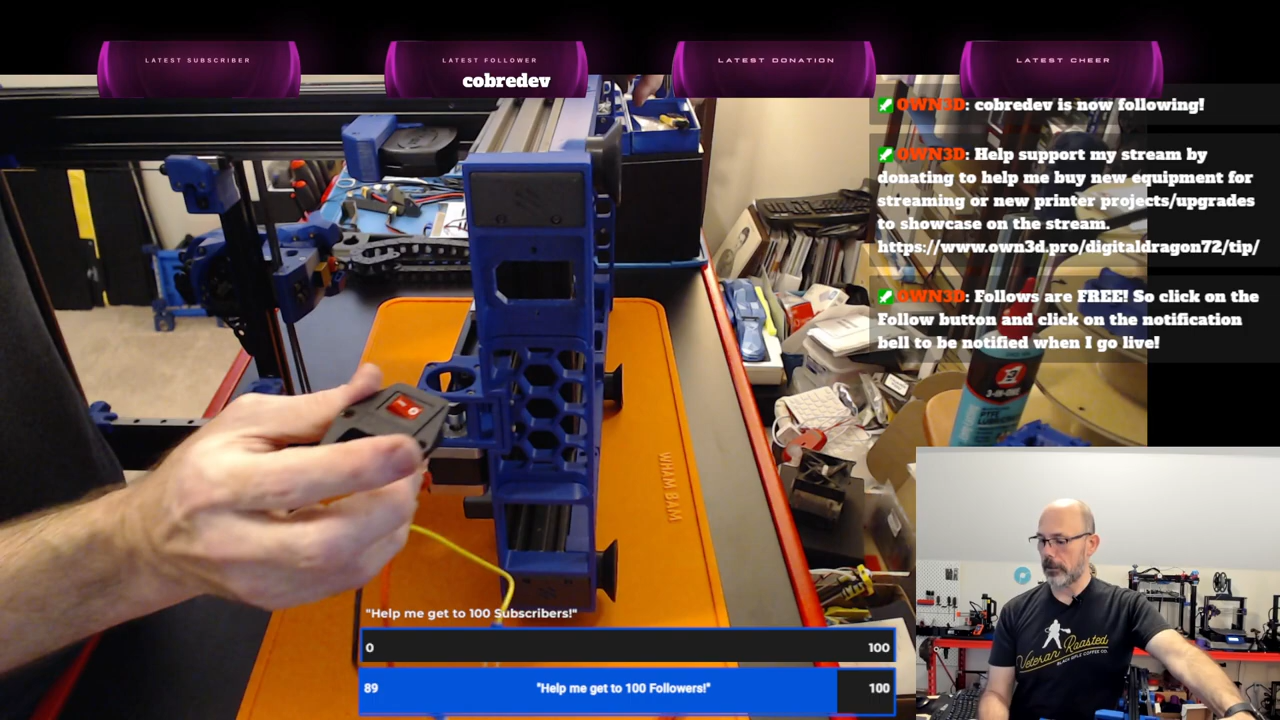 LATEST SUBSCRIBER
LATEST FOLLOWER
cobredev
LATEST DONATION
LATEST CHEER
OWN3D: cobredev is now following!
OWN3D: Help support my stream by
donating to help me buy new equipment for
streaming or new printer projects/upgrades
to showcase on the stream.
https://www.own3d.pro/digitaldragon72/tip/
OWN3D: Follows are FREE! So click on the
Follow button and click on the notification
bell to be notified when I go live!
WHAM BAM
"Help me get to 100 Subscribers!"
0
100
89
"Help me get to 100 Followers!"
100
Veteran Roasted
BLACK RIFLE COFFEE CO.